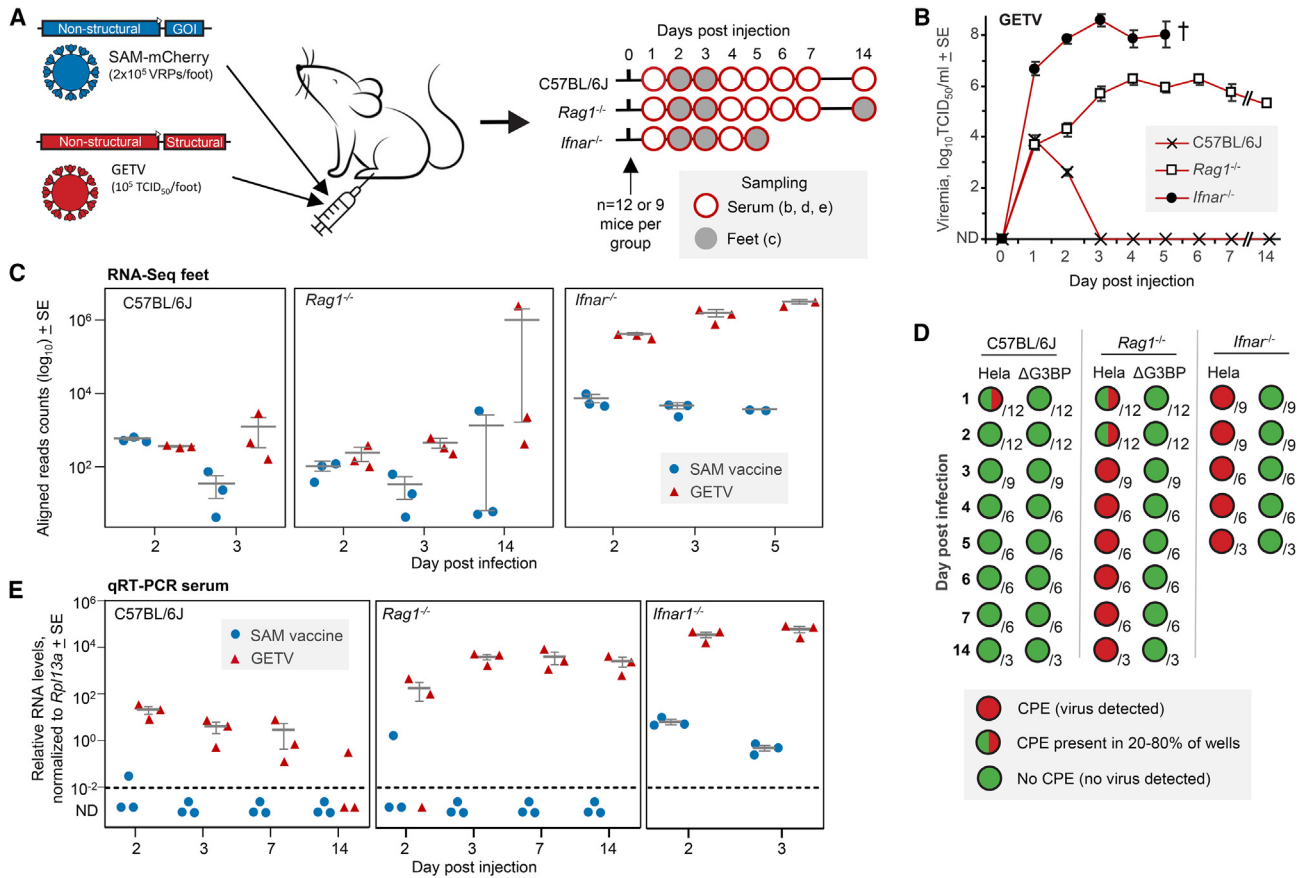 A
Non-structural GOI
SAM-mCherry
(2x10⁵ VRPs/foot)
Non-structural Structural
GETV
(10⁵ TCID₅₀/foot)
Days post injection
0 1 2 3 4 5 6 7 14
C57BL/6J
Rag1⁻/⁻
Ifnar⁻/⁻
n=12 or 9
mice per
group
Sampling
Serum (b, d, e)
Feet (c)
B
GETV
†
Viremia, log₁₀TCID₅₀/ml ± SE
8
6
4
2
ND
C57BL/6J
Rag1⁻/⁻
Ifnar⁻/⁻
0 1 2 3 4 5 6 7 14
Day post injection
C
RNA-Seq feet
C57BL/6J
Rag1⁻/⁻
Ifnar⁻/⁻
Aligned reads counts (log₁₀) ± SE
10⁶
10⁴
10²
SAM vaccine
GETV
2 3 2 3 14 2 3 5
Day post infection
D
C57BL/6J Rag1⁻/⁻ Ifnar⁻/⁻
Hela ΔG3BP Hela ΔG3BP Hela
Day post infection
1 /12 /12 /12 /12 /9 /9
2 /12 /12 /12 /12 /9 /9
3 /9 /9 /9 /9 /6 /6
4 /6 /6 /6 /6 /6 /6
5 /6 /6 /6 /6 /3 /3
6 /6 /6 /6 /6
7 /6 /6 /6 /6
14 /3 /3 /3 /3
CPE (virus detected)
CPE present in 20-80% of wells
No CPE (no virus detected)
E
qRT-PCR serum
C57BL/6J
Rag1⁻/⁻
Ifnar1⁻/⁻
Relative RNA levels,
normalized to Rpl13a ± SE
10⁶
10⁴
10²
10⁰
10⁻²
ND
SAM vaccine
GETV
2 3 7 14 2 3 7 14 2 3
Day post injection